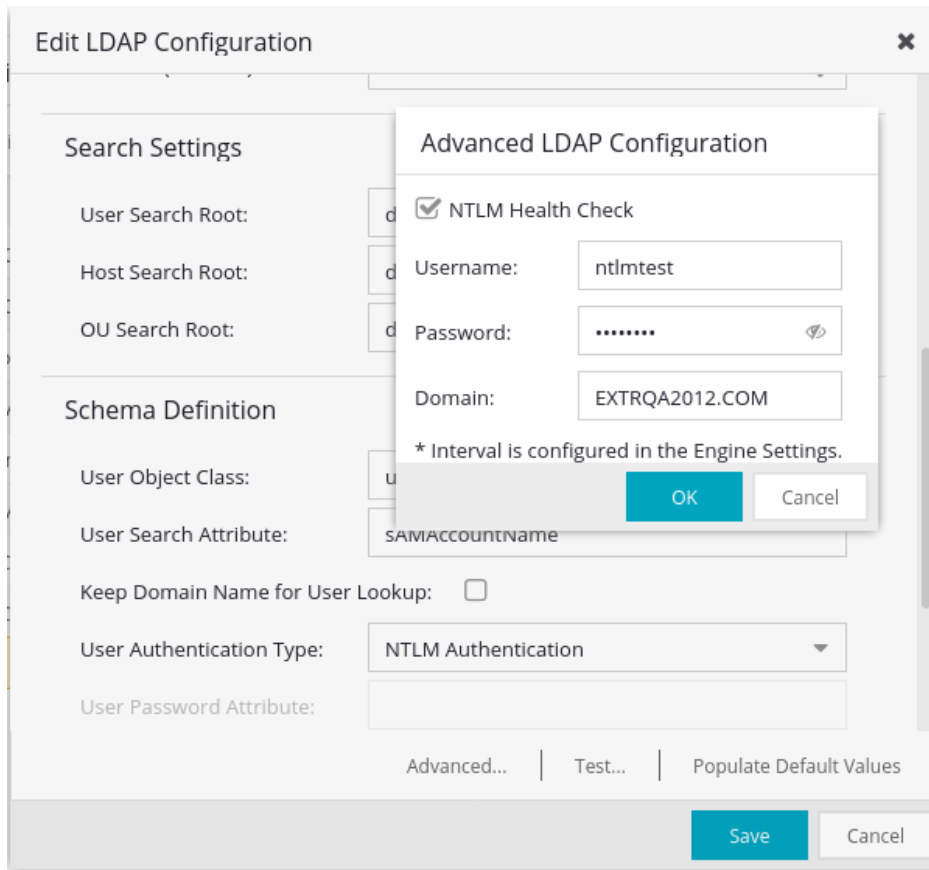 Edit LDAP Configuration
Search Settings
User Search Root:
Host Search Root:
OU Search Root:
Schema Definition
User Object Class:
User Search Attribute: sAMAccountName
Keep Domain Name for User Lookup:
User Authentication Type: NTLM Authentication
User Password Attribute:
Advanced... Test... Populate Default Values
Save Cancel
Advanced LDAP Configuration
NTLM Health Check
Username: ntlmtest
Password: ••••••••
Domain: EXTRQA2012.COM
* Interval is configured in the Engine Settings.
OK Cancel